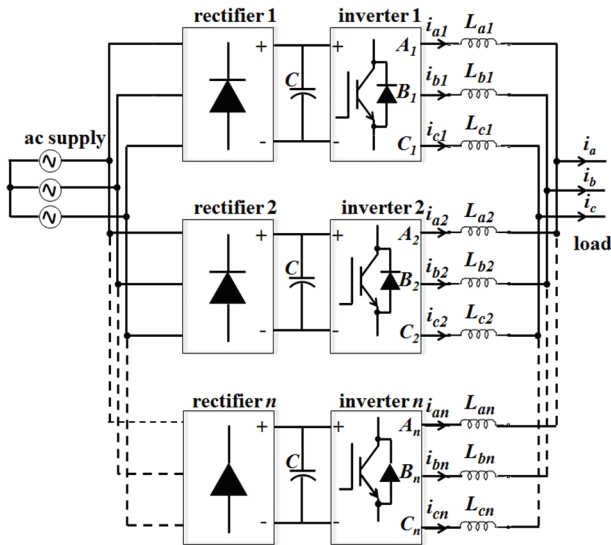 rectifier 1
inverter 1
+
+
C
-
-
A1
B1
C1
ia1
ib1
ic1
La1
Lb1
Lc1
ac supply
ia
ib
ic
load
rectifier 2
inverter 2
+
+
C
-
-
A2
B2
C2
ia2
ib2
ic2
La2
Lb2
Lc2
rectifier n
inverter n
+
+
C
-
-
An
Bn
Cn
ian
ibn
icn
Lan
Lbn
Lcn